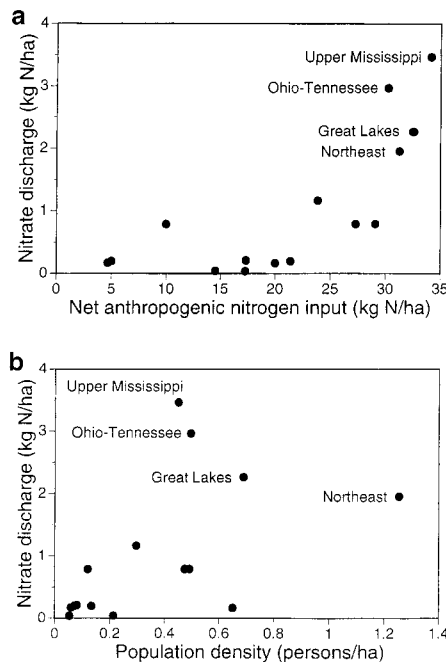 a
Nitrate discharge (kg N/ha)
4
3
2
1
0
Upper Mississippi
Ohio-Tennessee
Great Lakes
Northeast
0 5 10 15 20 25 30 35
Net anthropogenic nitrogen input (kg N/ha)
b
Nitrate discharge (kg N/ha)
4
3
2
1
0
Upper Mississippi
Ohio-Tennessee
Great Lakes
Northeast
0 0.2 0.4 0.6 0.8 1 1.2 1.4
Population density (persons/ha)